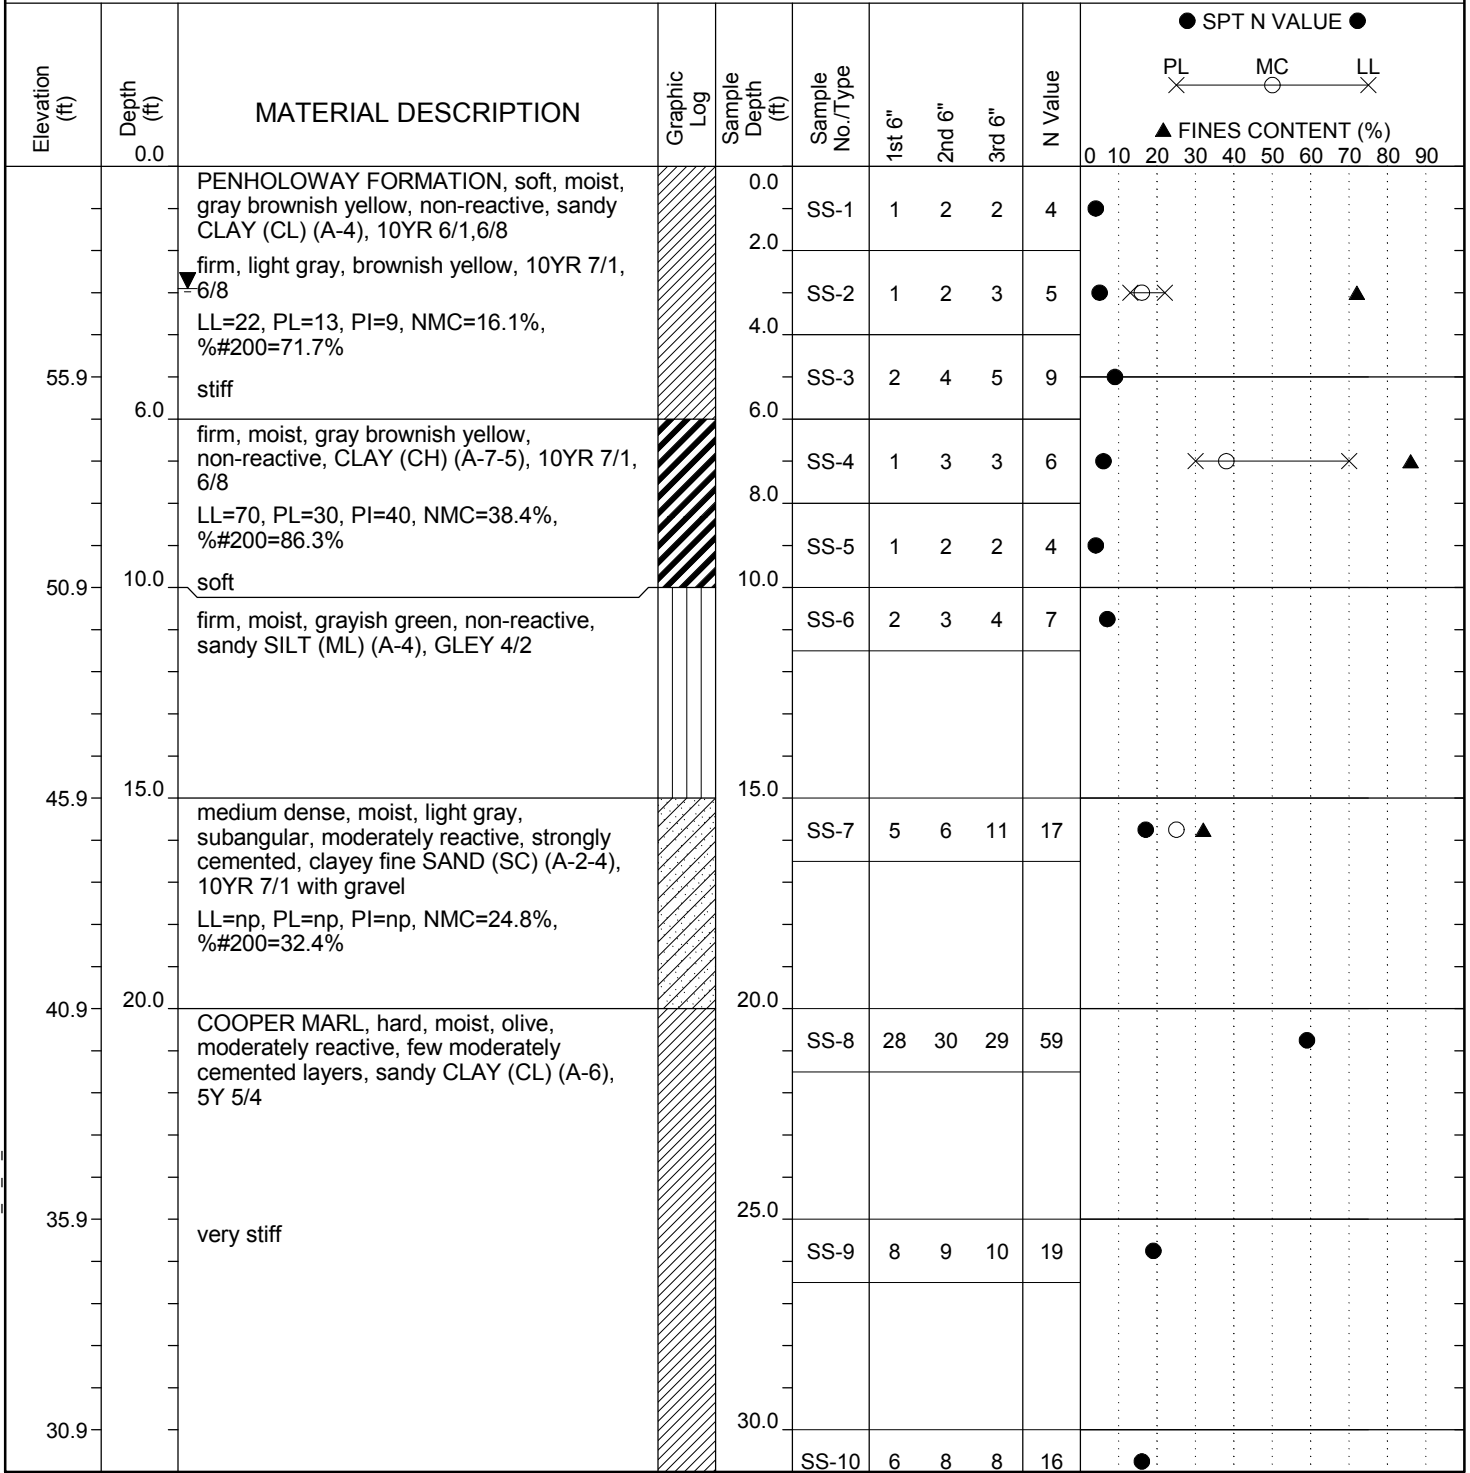 ● SPT N VALUE ●
PL MC LL
▲ FINES CONTENT (%)
Elevation (ft)
Depth (ft)
MATERIAL DESCRIPTION
Graphic Log
Sample Depth (ft)
Sample No./Type
1st 6"
2nd 6"
3rd 6"
N Value
0.0
0 10 20 30 40 50 60 70 80 90
PENHOLOWAY FORMATION, soft, moist,
gray brownish yellow, non-reactive, sandy
CLAY (CL) (A-4), 10YR 6/1,6/8
0.0
SS-1 1 2 2 4
2.0
firm, light gray, brownish yellow, 10YR 7/1,
6/8
SS-2 1 2 3 5
LL=22, PL=13, PI=9, NMC=16.1%,
%#200=71.7%
4.0
55.9
stiff
SS-3 2 4 5 9
6.0
6.0
firm, moist, gray brownish yellow,
non-reactive, CLAY (CH) (A-7-5), 10YR 7/1,
6/8
SS-4 1 3 3 6
8.0
LL=70, PL=30, PI=40, NMC=38.4%,
%#200=86.3%
SS-5 1 2 2 4
50.9
10.0
soft
10.0
firm, moist, grayish green, non-reactive,
sandy SILT (ML) (A-4), GLEY 4/2
SS-6 2 3 4 7
45.9
15.0
15.0
medium dense, moist, light gray,
subangular, moderately reactive, strongly
cemented, clayey fine SAND (SC) (A-2-4),
10YR 7/1 with gravel
SS-7 5 6 11 17
LL=np, PL=np, PI=np, NMC=24.8%,
%#200=32.4%
40.9
20.0
20.0
COOPER MARL, hard, moist, olive,
moderately reactive, few moderately
cemented layers, sandy CLAY (CL) (A-6),
5Y 5/4
SS-8 28 30 29 59
35.9
25.0
very stiff
SS-9 8 9 10 19
30.9
30.0
SS-10 6 8 8 16